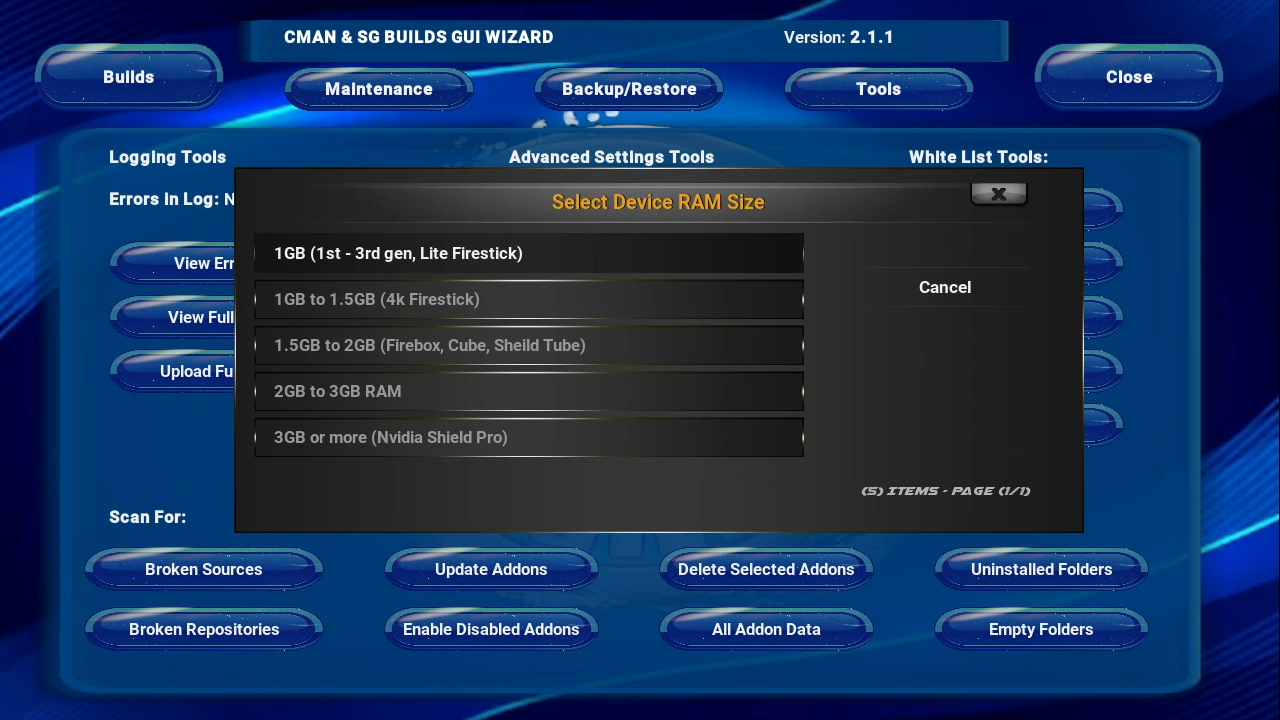 CMAN & SG BUILDS GUI WIZARD
Version: 2.1.1
Builds
Maintenance
Backup/Restore
Tools
Close
Logging Tools
Advanced Settings Tools
White List Tools:
Errors in Log: N
View Err
View Full
Upload Fu
Select Device RAM Size
X
1GB (1st - 3rd gen, Lite Firestick)
1GB to 1.5GB (4k Firestick)
1.5GB to 2GB (Firebox, Cube, Sheild Tube)
2GB to 3GB RAM
3GB or more (Nvidia Shield Pro)
Cancel
(5) ITEMS - PAGE (1/1)
Scan For:
Broken Sources
Update Addons
Delete Selected Addons
Uninstalled Folders
Broken Repositories
Enable Disabled Addons
All Addon Data
Empty Folders